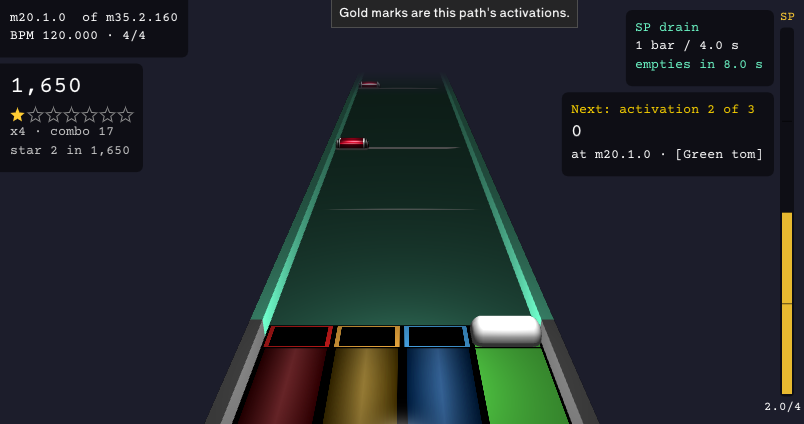 m20.1.0 of m35.2.160
BPM 120.000 · 4/4
Gold marks are this path's activations.
SP
SP drain
1 bar / 4.0 s
empties in 8.0 s
1,650
x4 · combo 17
star 2 in 1,650
Next: activation 2 of 3
0
at m20.1.0 · [Green tom]
2.0/4